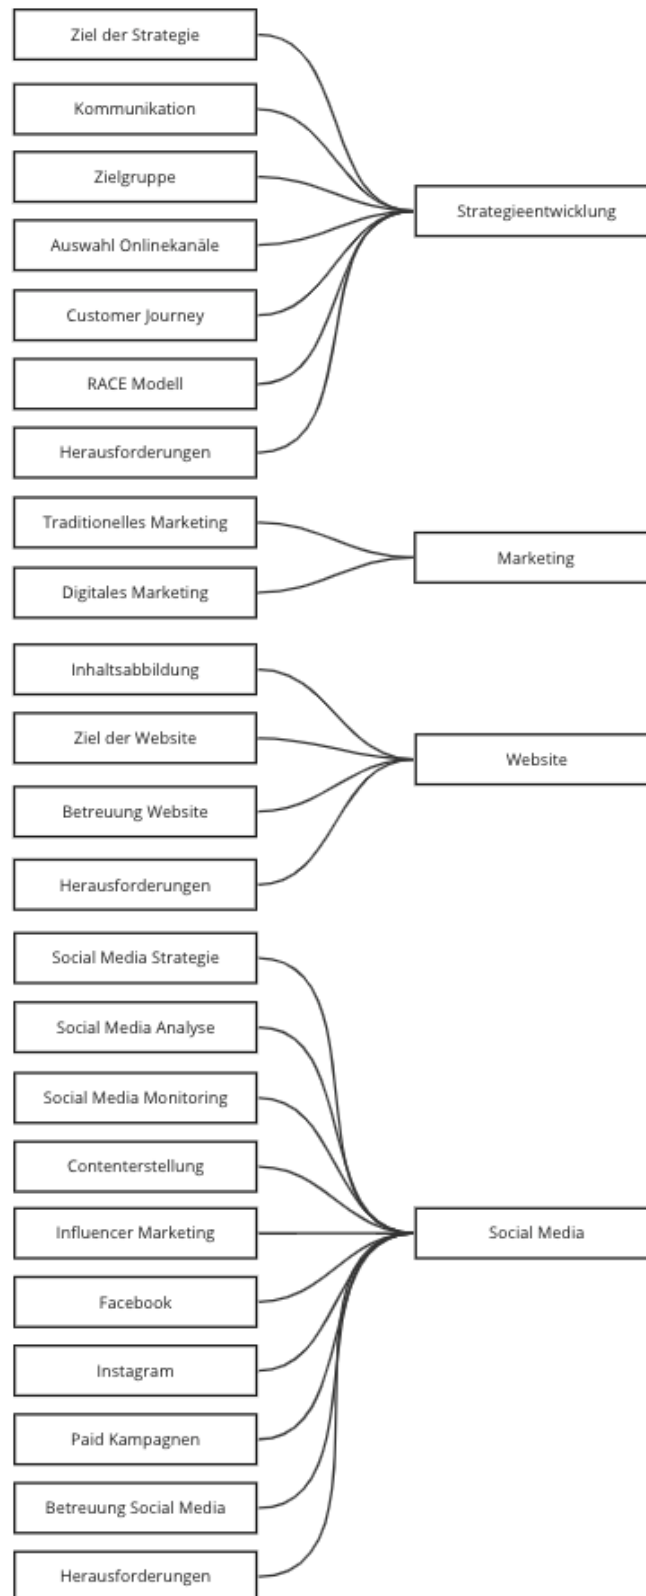 Ziel der Strategie
Kommunikation
Zielgruppe
Auswahl Onlinekanäle
Customer Journey
RACE Modell
Herausforderungen
Strategieentwicklung
Traditionelles Marketing
Digitales Marketing
Marketing
Inhaltsabbildung
Ziel der Website
Betreuung Website
Herausforderungen
Website
Social Media Strategie
Social Media Analyse
Social Media Monitoring
Contenterstellung
Influencer Marketing
Facebook
Instagram
Paid Kampagnen
Betreuung Social Media
Herausforderungen
Social Media